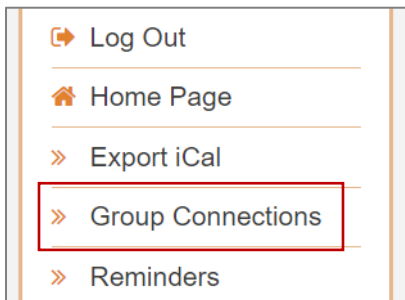 Log Out
Home Page
Export iCal
Group Connections
Reminders